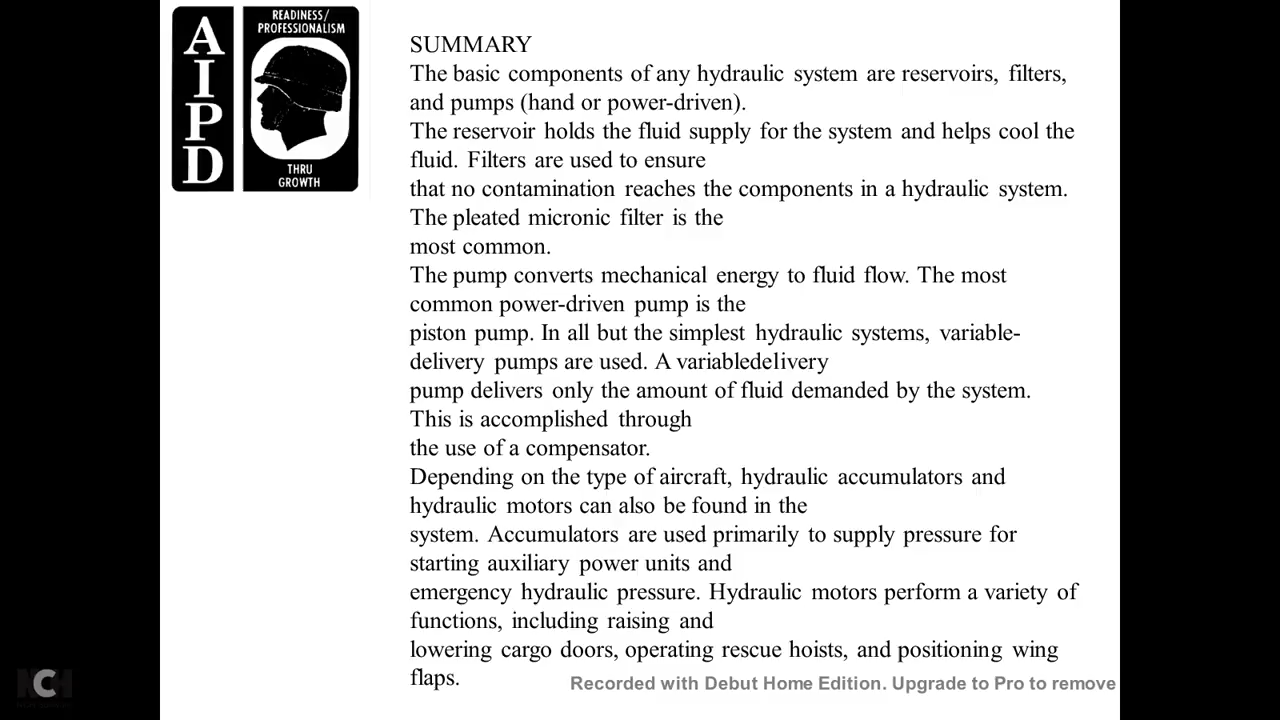 AIPD
READINESS/
PROFESSIONALISM
THRU
GROWTH
SUMMARY
The basic components of any hydraulic system are reservoirs, filters,
and pumps (hand or power-driven).
The reservoir holds the fluid supply for the system and helps cool the
fluid. Filters are used to ensure
that no contamination reaches the components in a hydraulic system.
The pleated micronic filter is the
most common.
The pump converts mechanical energy to fluid flow. The most
common power-driven pump is the
piston pump. In all but the simplest hydraulic systems, variable-
delivery pumps are used. A variabledelivery
pump delivers only the amount of fluid demanded by the system.
This is accomplished through
the use of a compensator.
Depending on the type of aircraft, hydraulic accumulators and
hydraulic motors can also be found in the
system. Accumulators are used primarily to supply pressure for
starting auxiliary power units and
emergency hydraulic pressure. Hydraulic motors perform a variety of
functions, including raising and
lowering cargo doors, operating rescue hoists, and positioning wing
flaps.
Recorded with Debut Home Edition. Upgrade to Pro to remove
NCH